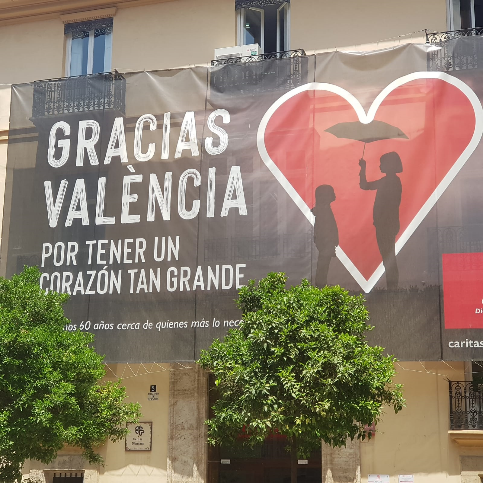 GRACIAS
VALÈNCIA
POR TENER UN
CORAZÓN TAN GRANDE
60 años cerca de quienes más lo
caritas